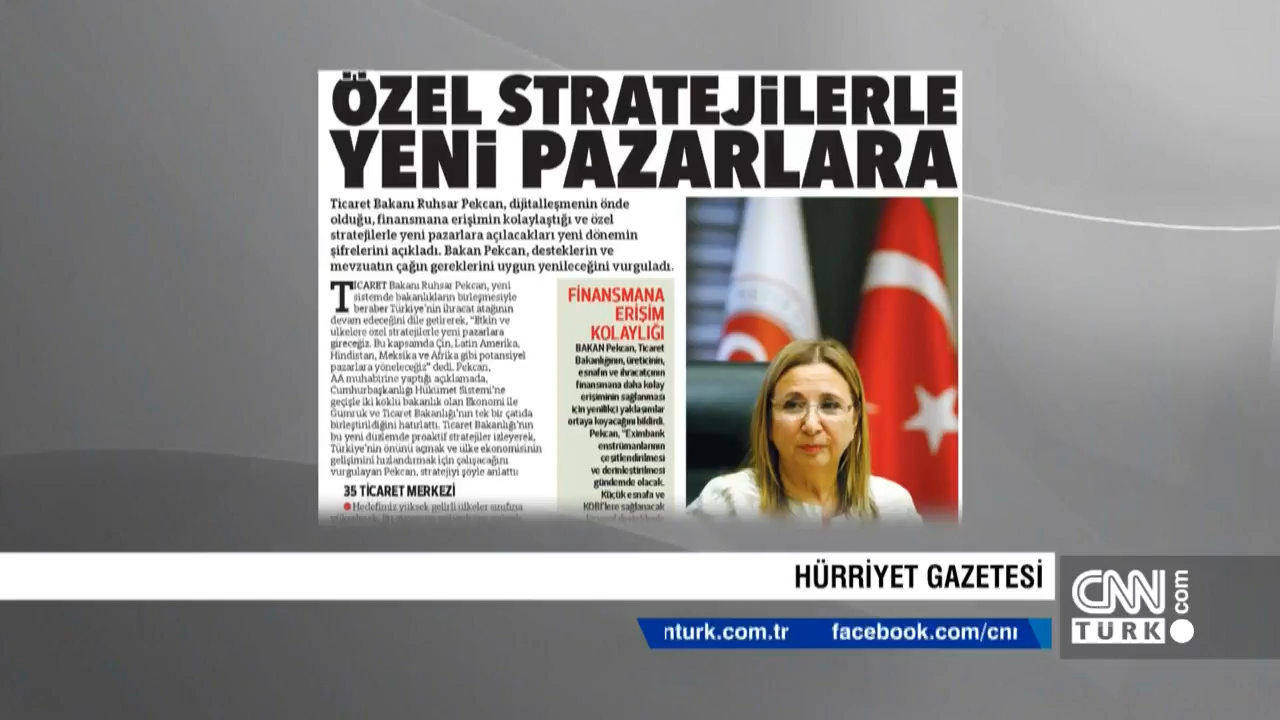 ÖZEL STRATEJİLERLE
YENİ PAZARLARA
Ticaret Bakanı Ruhsar Pekcan, dijitalleşmenin önde
olduğu, finansmana erişimin kolaylaştığı ve özel
stratejilerle yeni pazarlara açılacakları yeni dönemin
şifrelerini açıkladı. Bakan Pekcan, desteklerin ve
mevzuatın çağın gereklerini uygun yenileceğini vurguladı.
TICARET Bakanı Ruhsar Pekcan, yeni
sistemde bakanlıkların birleşmesiyle
beraber Türkiye'nin ihracat atağının
devam edeceğini dile getirerek, "Etkin ve
ülkelere özel stratejilerle yeni pazarlara
gireceğiz. Bu kapsamda Çin, Latin Amerika,
Hindistan, Meksika ve Afrika gibi potansiyel
pazarlara yöneleceğiz" dedi. Pekcan,
AA muhabirine yaptığı açıklamada,
Cumhurbaşkanlığı Hükümet Sistemi'ne
geçişle iki köklü bakanlık olan Ekonomi ile
Gümrük ve Ticaret Bakanlığı'nın tek bir çatıda
birleştirildiğini hatırlattı. Ticaret Bakanlığı'nın
bu yeni düzlemde proaktif stratejiler izleyerek,
Türkiye'nin önünü açmak ve ülke ekonomisinin
gelişimini hızlandırmak için çalışacağını
vurgulayan Pekcan, stratejiyi şöyle anlattı
35 TİCARET MERKEZİ
Hedefimiz yüksek gelirli ülkeler sınıfına
FİNANSMANA
ERİŞİM
KOLAYLIĞI
BAKAN Pekcan, Ticaret
Bakanlığının, üreticinin,
esnafın ve ihracatçının
finansmana daha kolay
erişiminin sağlanması
için yenilikçi yaklaşımlar
ortaya koyacağını bildirdi.
Pekcan, "Eximbank
enstrümanlarının
çeşitlendirilmesi
ve derinleştirilmesi
gündemde olacak.
Küçük esnafa ve
KOBİ'lere sağlanacak
HÜRRİYET GAZETESİ
nturk.com.tr facebook.com/cnı
CNN
TÜRK
.com